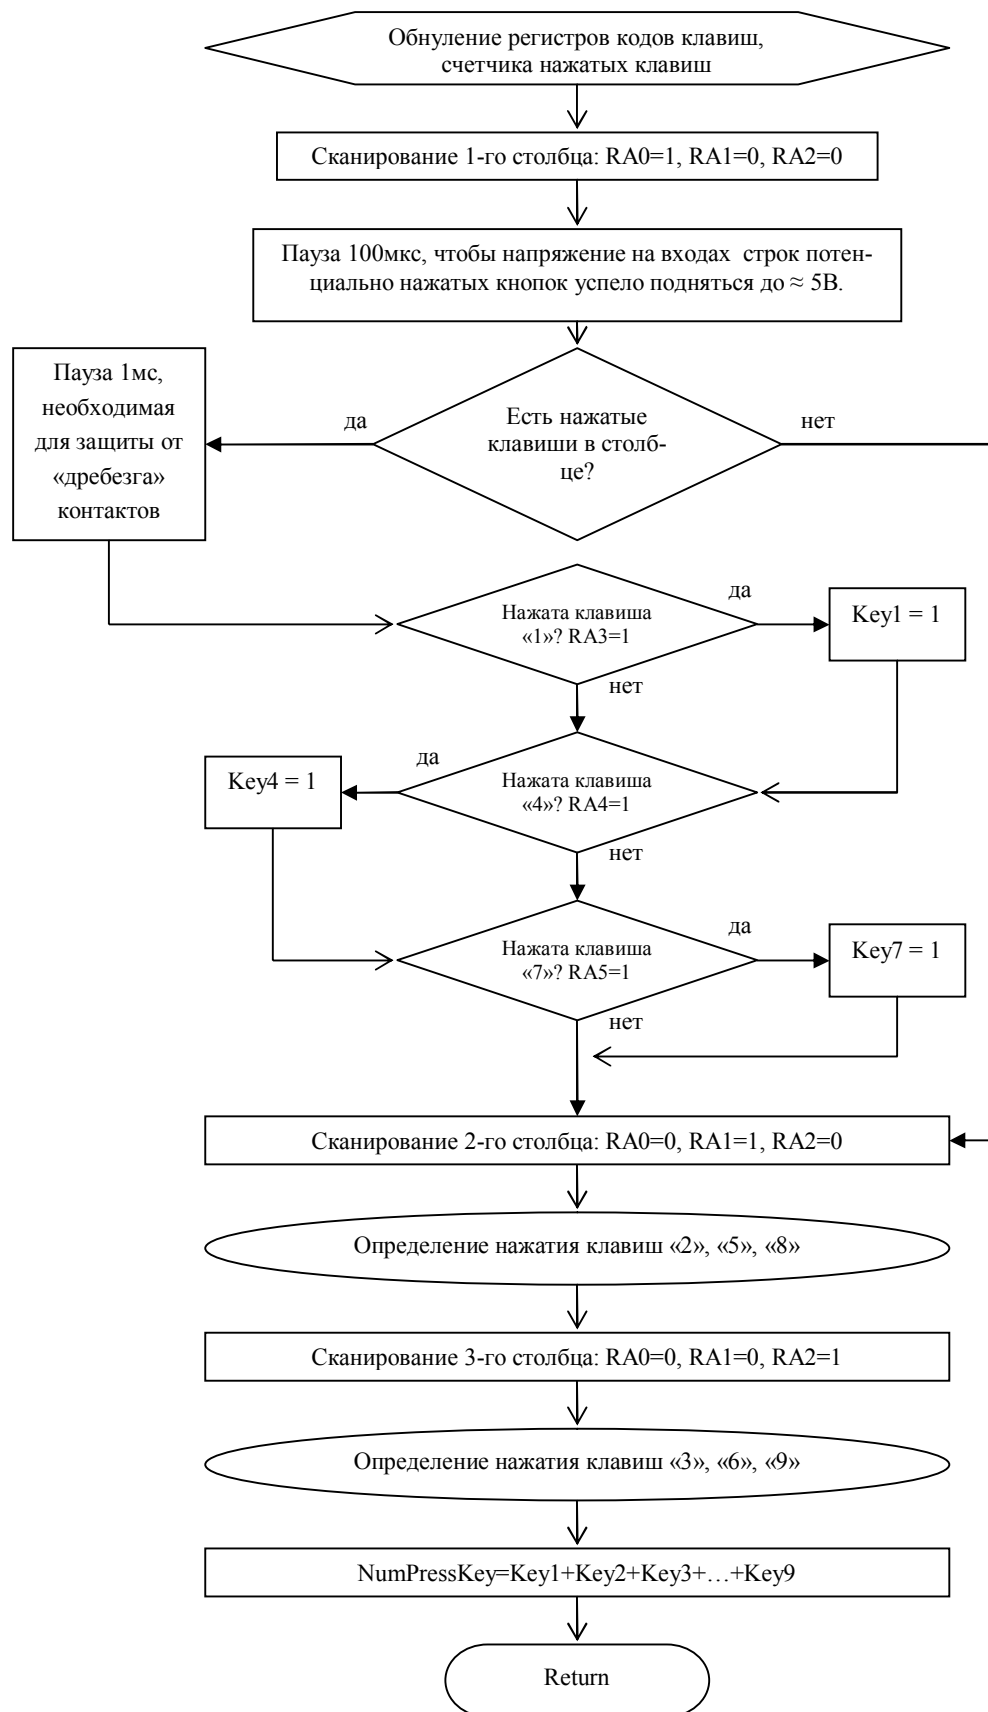 Обнуление регистров кодов клавиш,
счетчика нажатых клавиш
Сканирование 1-го столбца: RA0=1, RA1=0, RA2=0
Пауза 100мкс, чтобы напряжение на входах строк потен-
циально нажатых кнопок успело подняться до ≈ 5В.
Пауза 1мс,
необходимая
для защиты от
«дребезга»
контактов
да
Есть нажатые
клавиши в столб-
це?
нет
Нажата клавиша
«1»? RA3=1
да
Key1 = 1
нет
Key4 = 1
да
Нажата клавиша
«4»? RA4=1
нет
Нажата клавиша
«7»? RA5=1
да
Key7 = 1
нет
Сканирование 2-го столбца: RA0=0, RA1=1, RA2=0
Определение нажатия клавиш «2», «5», «8»
Сканирование 3-го столбца: RA0=0, RA1=0, RA2=1
Определение нажатия клавиш «3», «6», «9»
NumPressKey=Key1+Key2+Key3+…+Key9
Return